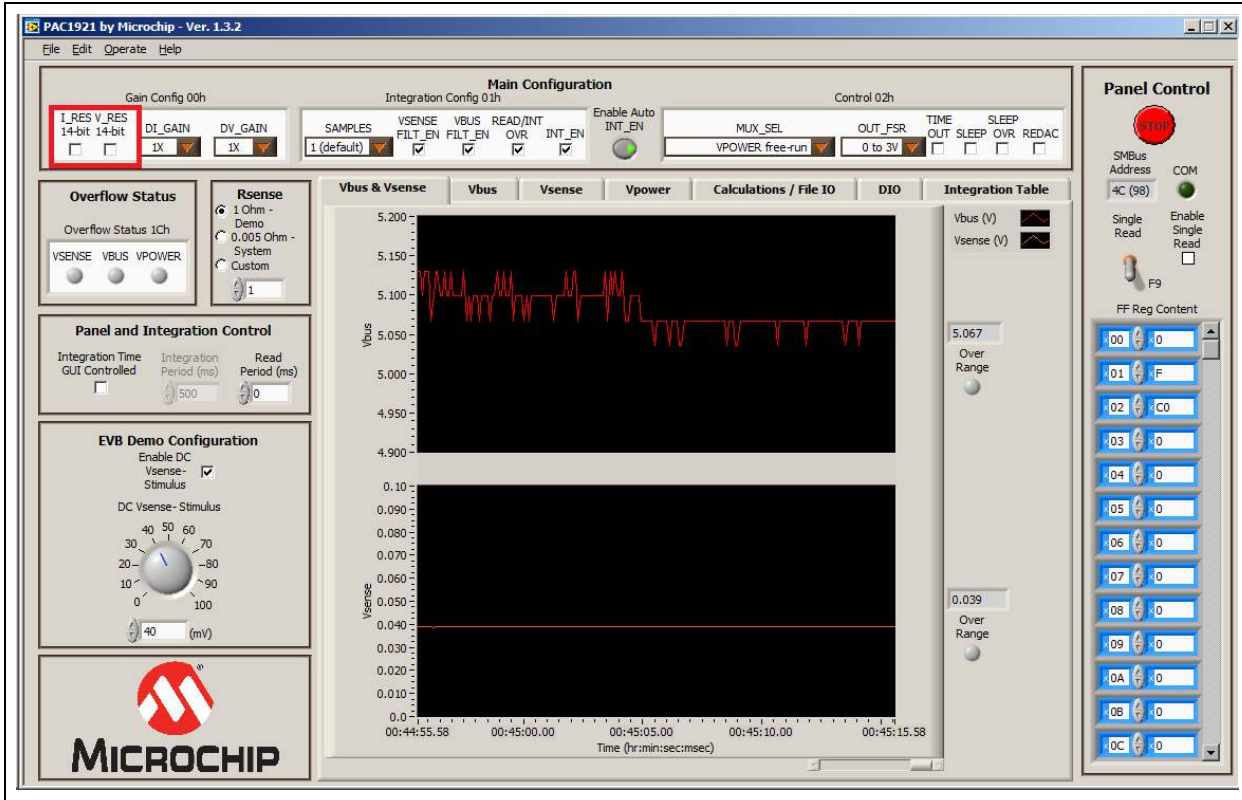 PAC1921 by Microchip - Ver. 1.3.2
File Edit Operate Help
Main Configuration
Gain Config 00h
Integration Config 01h
Control 02h
I_RES V_RES
14-bit 14-bit
DI_GAIN
DV_GAIN
1X
1X
SAMPLES
1 (default)
VSENSE
FILT_EN
VBUS
FILT_EN
READ/INT
OVR
INT_EN
Enable Auto
INT_EN
MUX_SEL
VPOWER free-run
OUT_FSR
0 to 3V
TIME
OUT
SLEEP
SLEEP
OVR
REDAC
Panel Control
STOP
SMBus
Address
4C (98)
COM
Single
Read
Enable
Single
Read
F9
FF Reg Content
x 00 x 0
x 01 x F
x 02 x C0
x 03 x 0
x 04 x 0
x 05 x 0
x 06 x 0
x 07 x 0
x 08 x 0
x 09 x 0
x 0A x 0
x 0B x 0
x 0C x 0
Overflow Status
Overflow Status 1Ch
VSENSE VBUS VPOWER
Rsense
1 Ohm -
Demo
0.005 Ohm -
System
Custom
1
Panel and Integration Control
Integration Time
GUI Controlled
Integration
Period (ms)
500
Read
Period (ms)
0
EVB Demo Configuration
Enable DC
Vsense-
Stimulus
DC Vsense- Stimulus
0
10
20
30
40
50
60
70
80
90
100
40 (mV)
MICROCHIP
®
Vbus & Vsense
Vbus
Vsense
Vpower
Calculations / File IO
DIO
Integration Table
Vbus
5.200
5.150
5.100
5.050
5.000
4.950
4.900
Vbus (V)
Vsense (V)
5.067
Over
Range
Vsense
0.10
0.090
0.080
0.070
0.060
0.050
0.040
0.030
0.020
0.010
0.0
0.039
Over
Range
00:44:55.58
00:45:00.00
00:45:05.00
00:45:10.00
00:45:15.58
Time (hr:min:sec:msec)